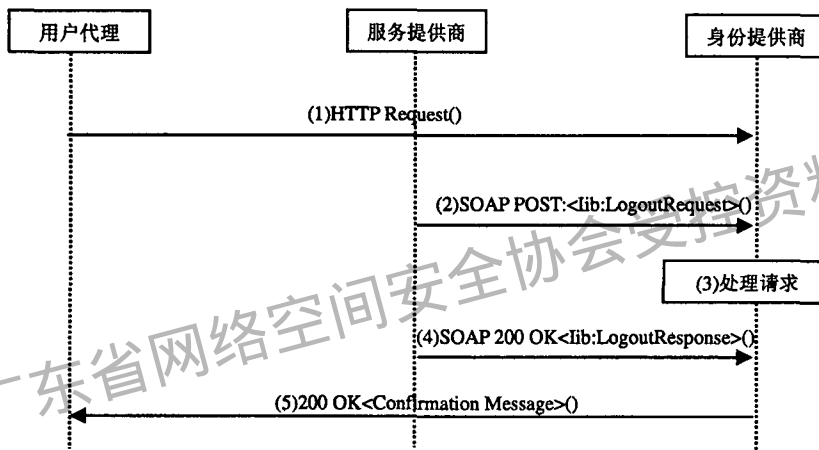 用户代理
服务提供商
身份提供商
(1)HTTP Request()
(2)SOAP POST:<lib:LogoutRequest>()
(3)处理请求
(4)SOAP 200 OK<lib:LogoutResponse>()
(5)200 OK<Confirmation Message>()
广东省网络空间安全协会受控资料